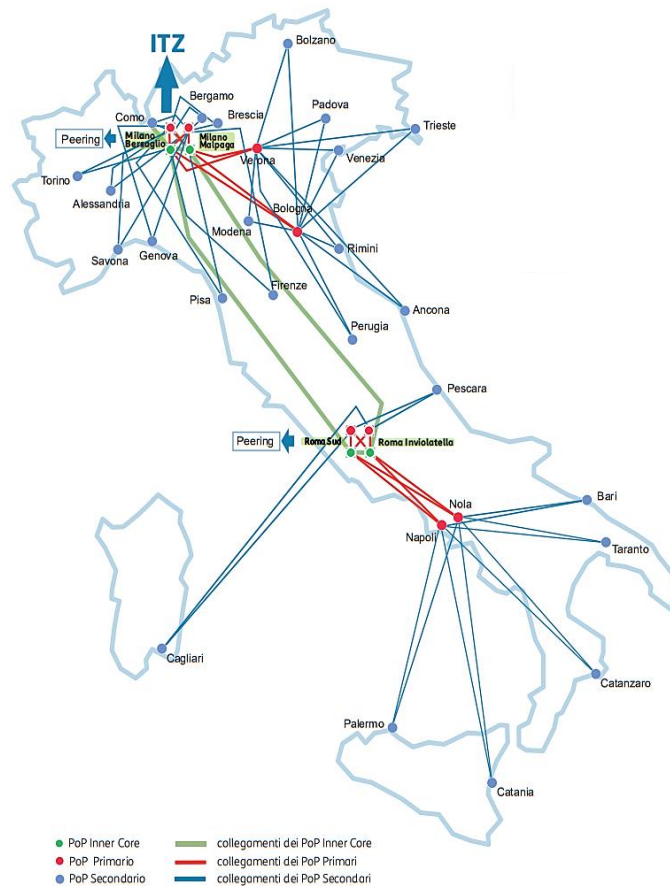 ITZ
Bolzano
Bergamo
Como
Brescia
Padova
Trieste
Peering
Milano
Bersaglio
Milano
Malpaga
Verona
Venezia
Torino
Alessandria
Bologna
Modena
Rimini
Savona
Genova
Pisa
Firenze
Ancona
Perugia
Pescara
Peering
Roma Sud
Roma Inviolatella
Nola
Bari
Napoli
Taranto
Cagliari
Catanzaro
Palermo
Catania
PoP Inner Core
collegamenti dei PoP Inner Core
PoP Primario
collegamenti dei PoP Primari
PoP Secondario
collegamenti dei PoP Secondari